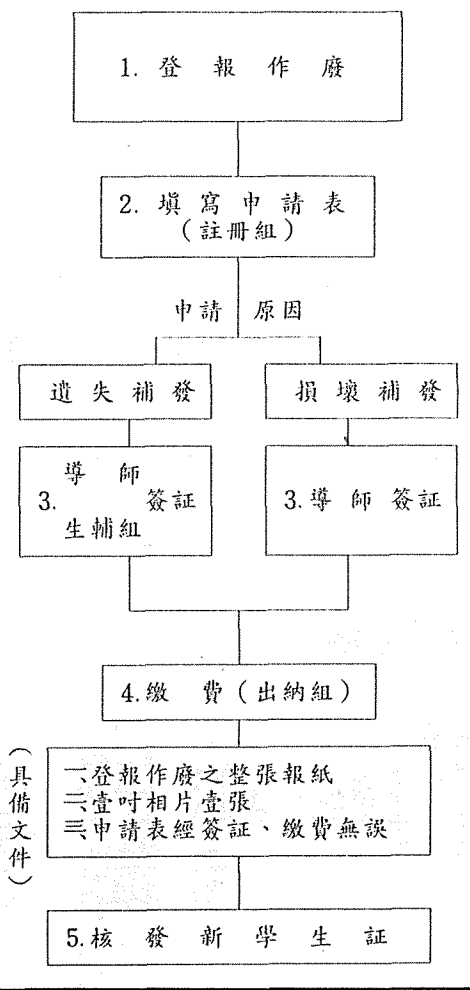 1. 登報作廢
2. 填寫申請表
(註冊組)
申請原因
遺失補發
損壞補發
導師
3. 簽証
生輔組
3. 導師簽証
4. 繳費(出納組)
(具備文件)
一、登報作廢之整張報紙
二、壹吋相片壹張
三、申請表經簽証、繳費無誤
5. 核發新學生証